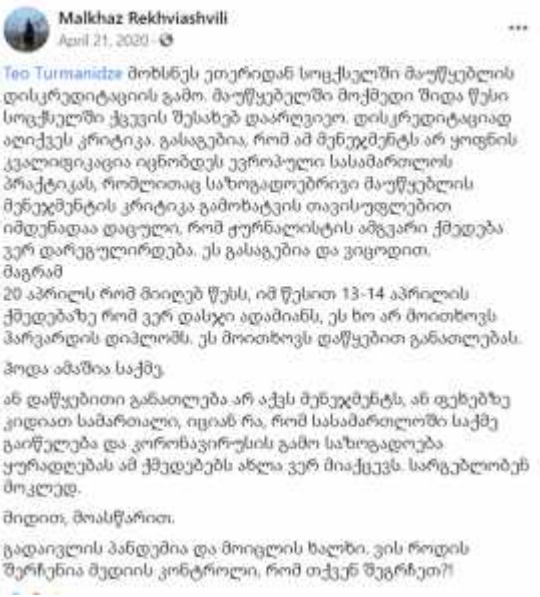 Malkhaz Rekhviashvili
April 21, 2020 ·
Teo Turmanidze მოხსნეს ეთერიდან სოცქსელში მაუწყებლის
დისკრედიტაციის გამო. მაუწყებელში მოქმედი შიდა წესი
სოცქსელში ქცევის შესახებ დაარღვიეო. დისკრედიტაციად
აღიქვეს კრიტიკა. გასაგებია, რომ ამ მენეჯმენტს არ ყოფნის
კვალიფიკაცია იცნობდეს ევროპული სასამართლოს
პრაქტიკას, რომლითაც საზოგადოებრივი მაუწყებლის
მენეჯმენტის კრიტიკა გამოხატვის თავისუფლებით
იმდენადაა დაცული, რომ ჟურნალისტის ამგვარი ქმედება
ვერ დარეგულირდება. ეს გასაგებია და ვიცოდით.
მაგრამ
20 აპრილს რომ მიიღებ წესს, იმ წესით 13-14 აპრილის
ქმედებაზე რომ ვერ დასჯი ადამიანს, ეს ხო არ მოითხოვს
ჰარვარდის დიპლომს. ეს მოითხოვს დაწყებით განათლებას.
ჰოდა ამაშია საქმე.
ან დაწყებითი განათლება არ აქვს მენეჯმენტს, ან ფეხებზე
კიდიათ სამართალი, იციან რა, რომ სასამართლოში საქმე
გაიწელება და კორონავირუსის გამო საზოგადოება
ყურადღებას ამ ქმედებებს ახლა ვერ მიაქცევს. სარგებლობენ
მოკლედ.
მიდით, მოასწარით.
გადაივლის პანდემია და მოიცლის ხალხი. ვის როდის
შერჩენია მედიის კონტროლი, რომ თქვენ შეგრჩეთ?!